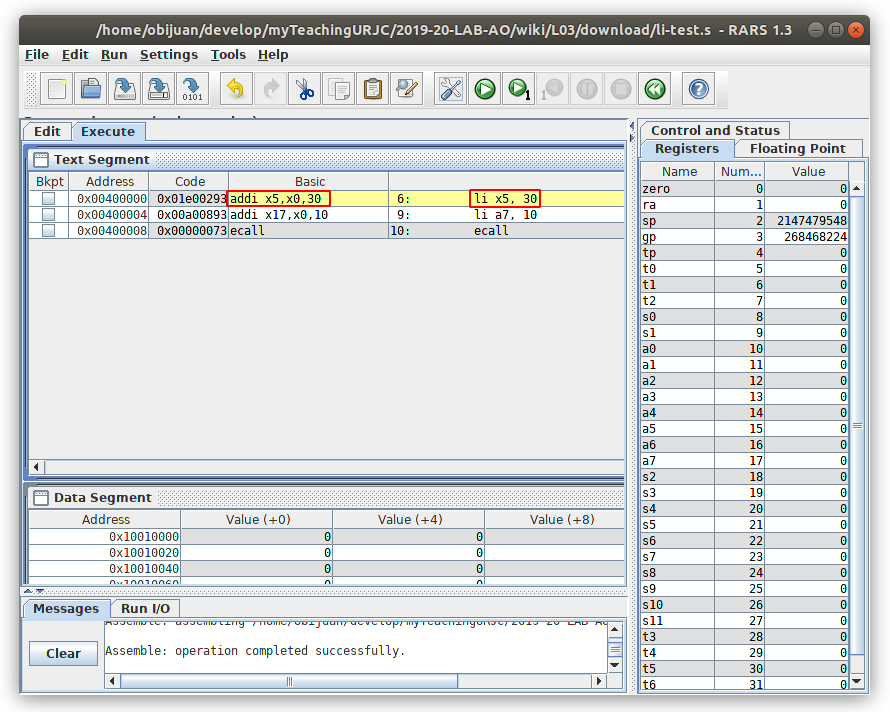 /home/obijuan/develop/myTeachingURJC/2019-20-LAB-AO/wiki/L03/download/li-test.s - RARS 1.3
File Edit Run Settings Tools Help
0101
1
1
?
Edit Execute
Text Segment
Bkpt Address Code Basic
0x00400000 0x01e00293 addi x5,x0,30 6: li x5, 30
0x00400004 0x00a00893 addi x17,x0,10 9: li a7, 10
0x00400008 0x00000073 ecall 10: ecall
Data Segment
Address Value (+0) Value (+4) Value (+8)
0x10010000 0 0
0x10010020 0 0
0x10010040 0 0
0x10010060 0 0
Messages Run I/O
Clear
Assemble: assembling /home/obijuan/develop/myTeachingURJC/2019-20-LAB-AO
Assemble: operation completed successfully.
Control and Status
Registers Floating Point
Name Num... Value
zero 0 0
ra 1 0
sp 2 2147479548
gp 3 268468224
tp 4 0
t0 5 0
t1 6 0
t2 7 0
s0 8 0
s1 9 0
a0 10 0
a1 11 0
a2 12 0
a3 13 0
a4 14 0
a5 15 0
a6 16 0
a7 17 0
s2 18 0
s3 19 0
s4 20 0
s5 21 0
s6 22 0
s7 23 0
s8 24 0
s9 25 0
s10 26 0
s11 27 0
t3 28 0
t4 29 0
t5 30 0
t6 31 0